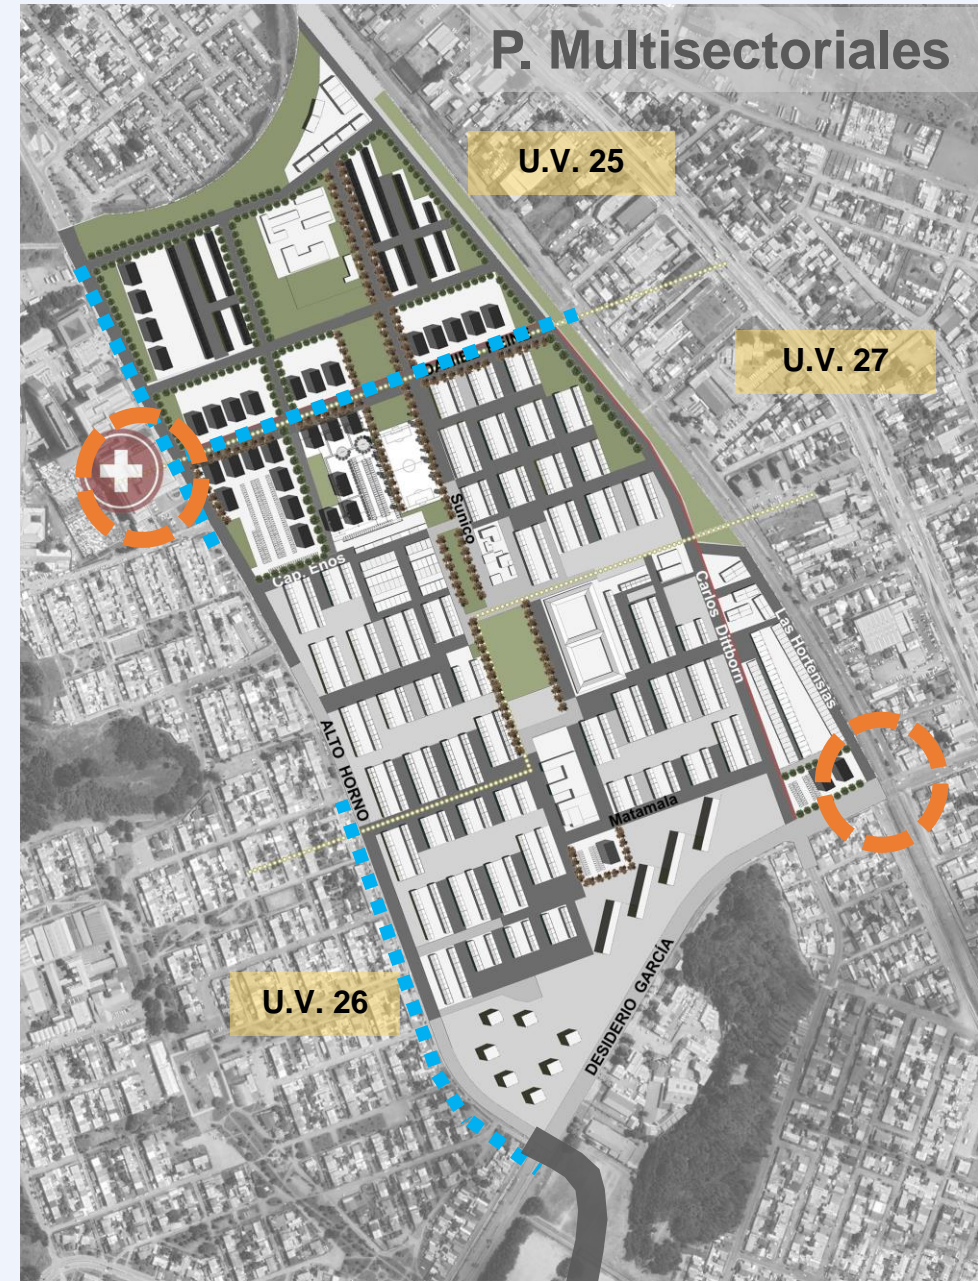 P. Multisectoriales
U.V. 25
U.V. 27
Sunico
Cap. Enos
Carlos Dittborn
Las Hortensias
ALTO HORNO
Matamala
DESIDERIO GARCÍA
U.V. 26